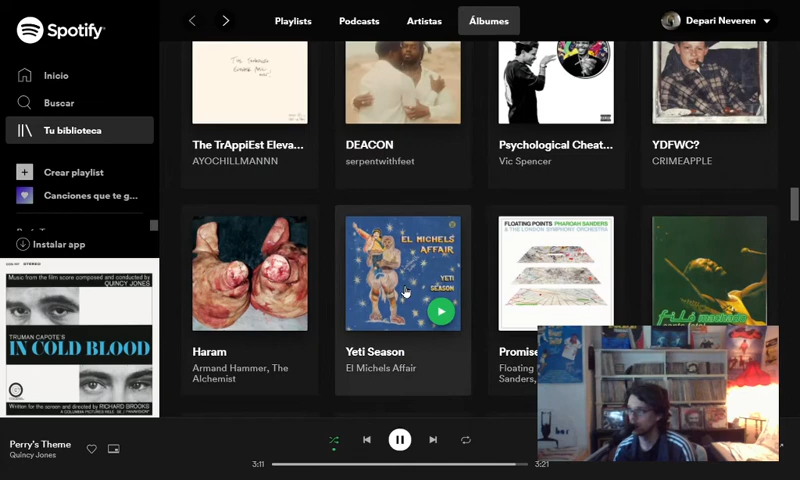 Spotify
Playlists
Podcasts
Artistas
Álbumes
Depari Neveren
Inicio
Buscar
Tu biblioteca
Crear playlist
Canciones que te g...
Instalar app
The TrAppiEst Eleva...
AYOCHILLMANNN
DEACON
serpentwithfeet
Psychological Cheat...
Vic Spencer
YDFWC?
CRIMEAPPLE
EL MICHELS
AFFAIR
YETI
SEASON
FLOATING POINTS PHAROAH SANDERS
& THE LONDON SYMPHONY ORCHESTRA
filó machado
Haram
Armand Hammer, The
Alchemist
Yeti Season
El Michels Affair
Promise
Floating
Sanders,
Music from the film score composed and conducted by
QUINCY JONES
TRUMAN CAPOTE'S
IN COLD BLOOD
Written for the screen and directed by RICHARD BROOKS
Perry's Theme
Quincy Jones
3:11
3:21